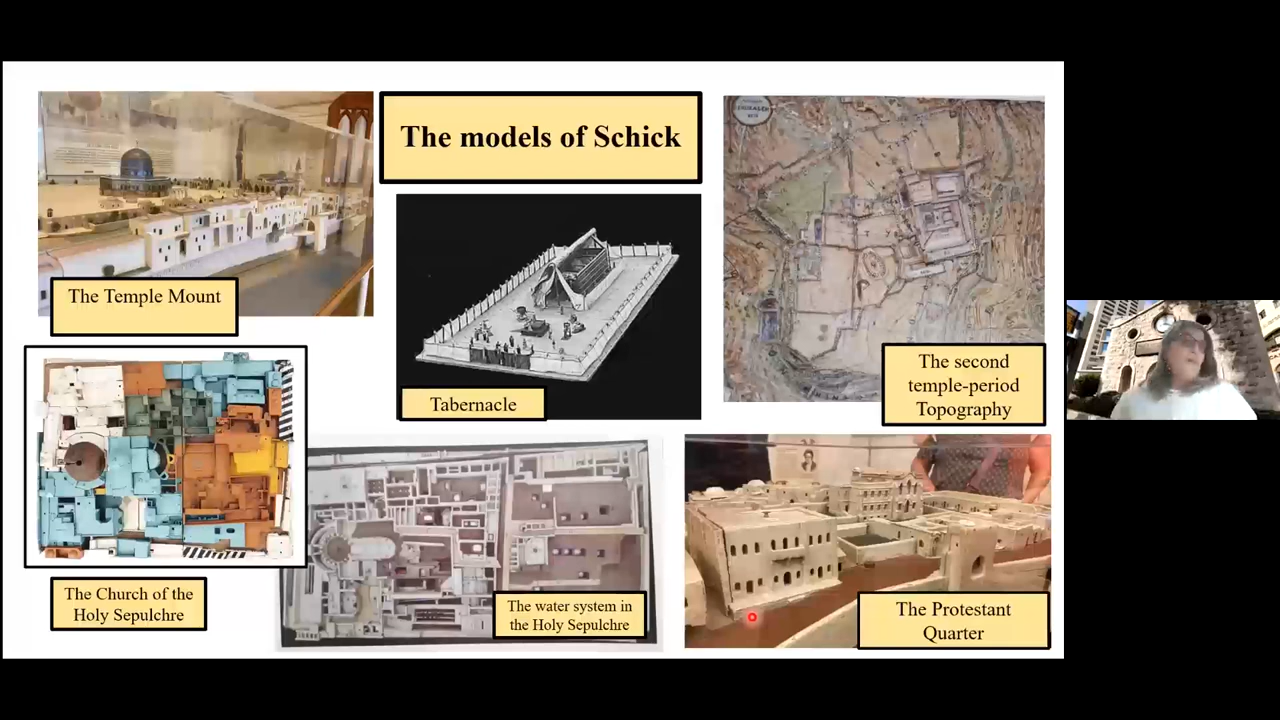 The models of Schick
The Temple Mount
Tabernacle
The second
temple-period
Topography
The Church of the
Holy Sepulchre
The water system in
the Holy Sepulchre
The Protestant
Quarter